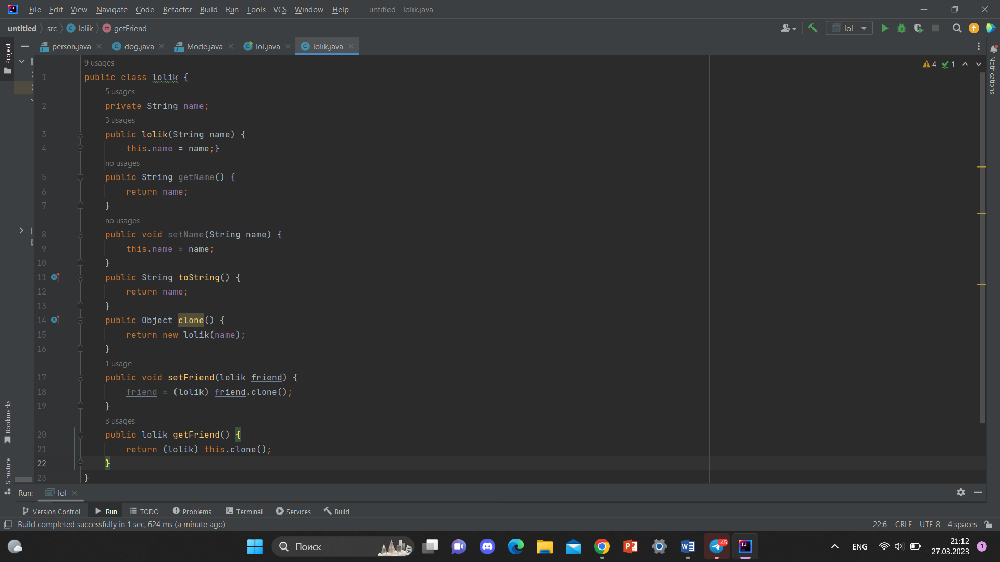 File Edit View Navigate Code Refactor Build Run Tools VCS Window Help untitled - lolik.java
untitled src lolik getFriend
lol
Project
person.java dog.java Mode.java lol.java lolik.java
Notifications
4 1
9 usages
1 public class lolik {
5 usages
2 private String name;
3 usages
3 public lolik(String name) {
4 this.name = name;}
no usages
5 public String getName() {
6 return name;
7 }
no usages
8 public void setName(String name) {
9 this.name = name;
10 }
11 public String toString() {
12 return name;
13 }
14 public Object clone() {
15 return new lolik(name);
16 }
1 usage
17 public void setFriend(lolik friend) {
18 friend = (lolik) friend.clone();
19 }
3 usages
20 public lolik getFriend() {
21 return (lolik) this.clone();
22 }
23 }
Bookmarks
Structure
Run: lol
Version Control Run TODO Problems Terminal Services Build
Build completed successfully in 1 sec, 624 ms (a minute ago) 22:6 CRLF UTF-8 4 spaces
Поиск
45
ENG
21:12
27.03.2023
1